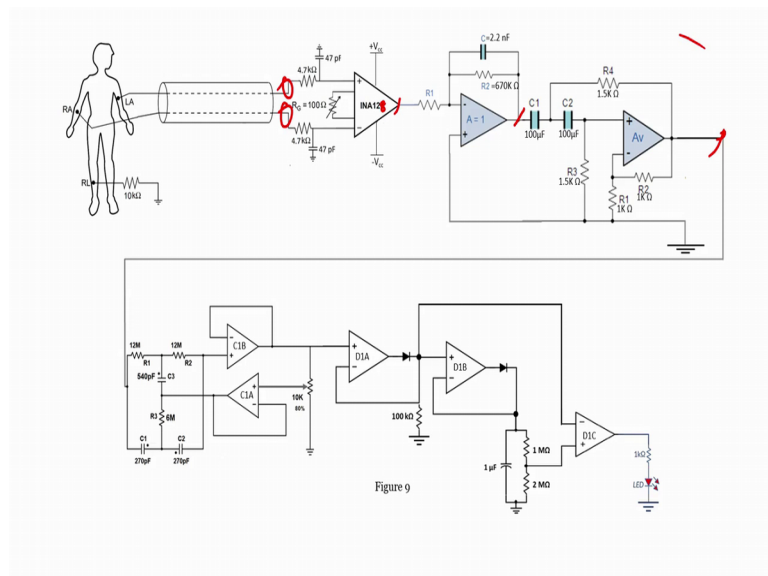 +Vcc
47 pF
4.7kΩ
LA
RA
RG =100Ω
INA128
4.7kΩ
47 pF
-Vcc
RL
10kΩ
C=2.2 nF
R2 =670K Ω
R1
A = 1
C1
C2
100µF
100µF
R4
1.5K Ω
Av
R3
1.5K Ω
R2
1K Ω
R1
1K Ω
12M
12M
R1
R2
540pF
C3
R3
6M
C1
C2
270pF
270pF
C1B
C1A
10K
60%
D1A
100 kΩ
D1B
1 µF
1 MΩ
2 MΩ
D1C
1kΩ
LED
Figure 9